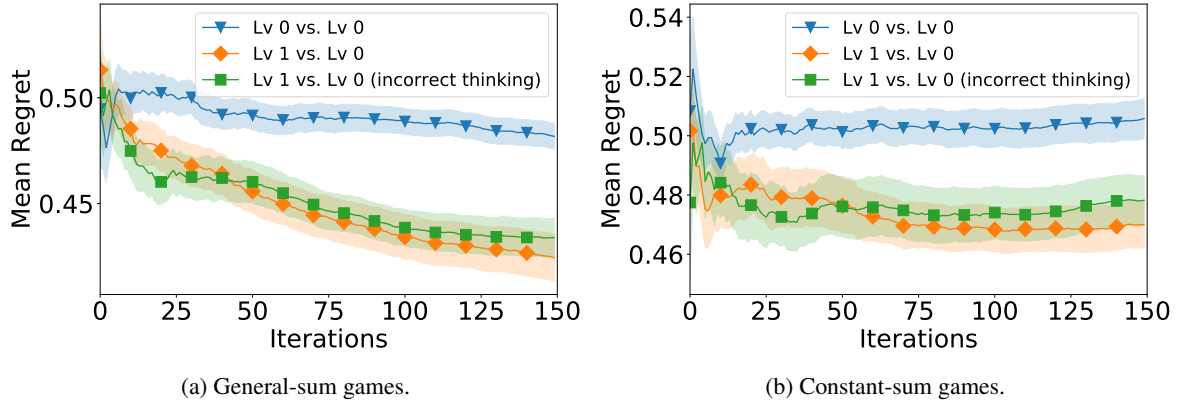 Lv 0 vs. Lv 0
Lv 1 vs. Lv 0
Lv 1 vs. Lv 0 (incorrect thinking)
Mean Regret
0.50
0.45
0 25 50 75 100 125 150
Iterations
(a) General-sum games.
Lv 0 vs. Lv 0
Lv 1 vs. Lv 0
Lv 1 vs. Lv 0 (incorrect thinking)
Mean Regret
0.54
0.52
0.50
0.48
0.46
0 25 50 75 100 125 150
Iterations
(b) Constant-sum games.